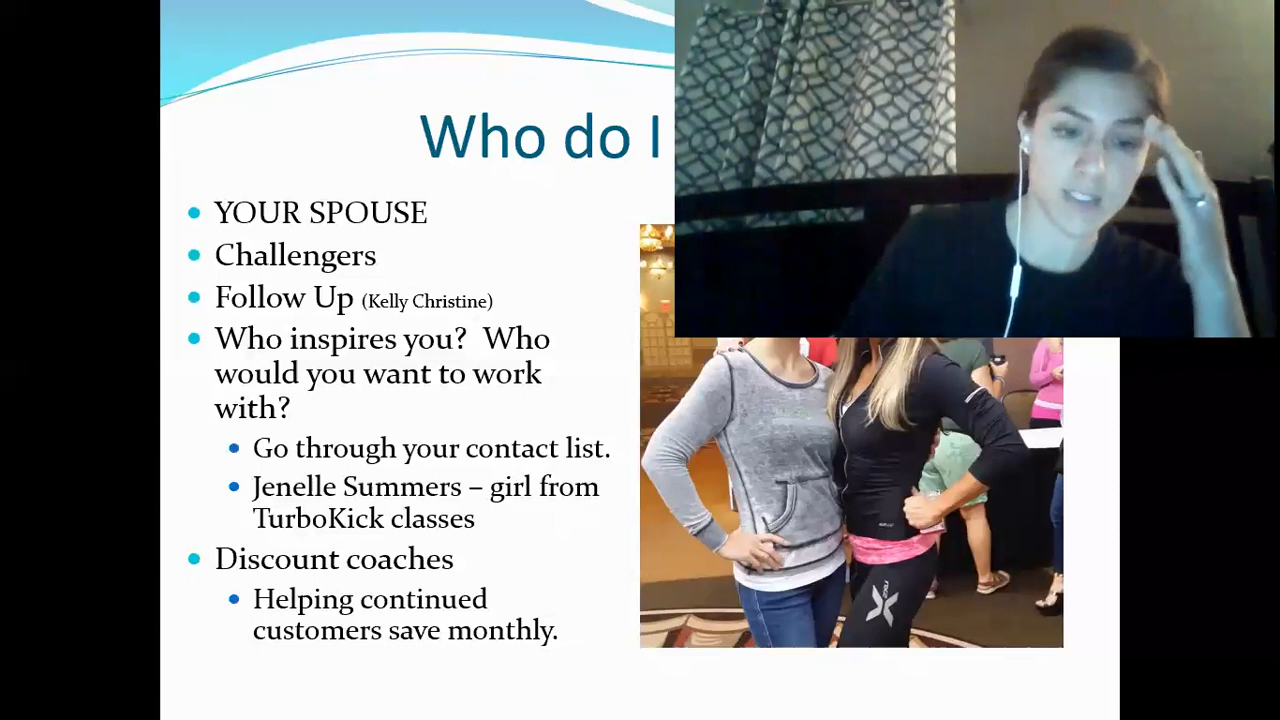 Who do I
YOUR SPOUSE
Challengers
Follow Up (Kelly Christine)
Who inspires you?  Who
would you want to work
with?
Go through your contact list.
Jenelle Summers – girl from
TurboKick classes
Discount coaches
Helping continued
customers save monthly.